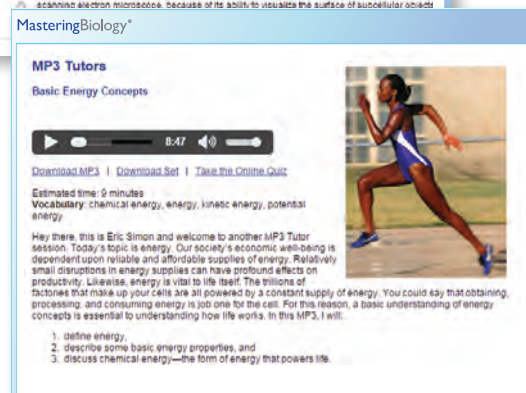 scanning electron microscope, because of its ability to visualize the surface of subcellular objects
MasteringBiology®
MP3 Tutors
Basic Energy Concepts
8:47
Download MP3 | Download Set | Take the Online Quiz
Estimated time: 9 minutes
Vocabulary: chemical energy, energy, kinetic energy, potential
energy
Hey there, this is Eric Simon and welcome to another MP3 Tutor
session. Today's topic is energy. Our society's economic well-being is
dependent upon reliable and affordable supplies of energy. Relatively
small disruptions in energy supplies can have profound effects on
productivity. Likewise, energy is vital to life itself. The trillions of
factories that make up your cells are all powered by a constant supply of energy. You could say that obtaining,
processing, and consuming energy is job one for the cell. For this reason, a basic understanding of energy
concepts is essential to understanding how life works. In this MP3, I will:
1. define energy,
2. describe some basic energy properties, and
3. discuss chemical energy—the form of energy that powers life.